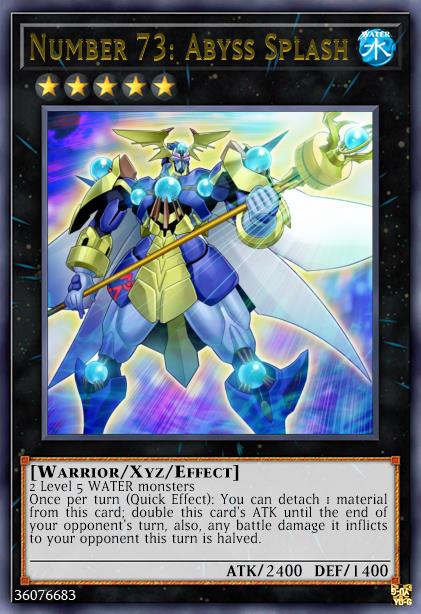 Number 73: Abyss Splash
WATER
水
73
[Warrior/Xyz/Effect]
2 Level 5 WATER monsters
Once per turn (Quick Effect): You can detach 1 material
from this card; double this card's ATK until the end of
your opponent's turn, also, any battle damage it inflicts
to your opponent this turn is halved.
ATK/2400 DEF/1400
36076683